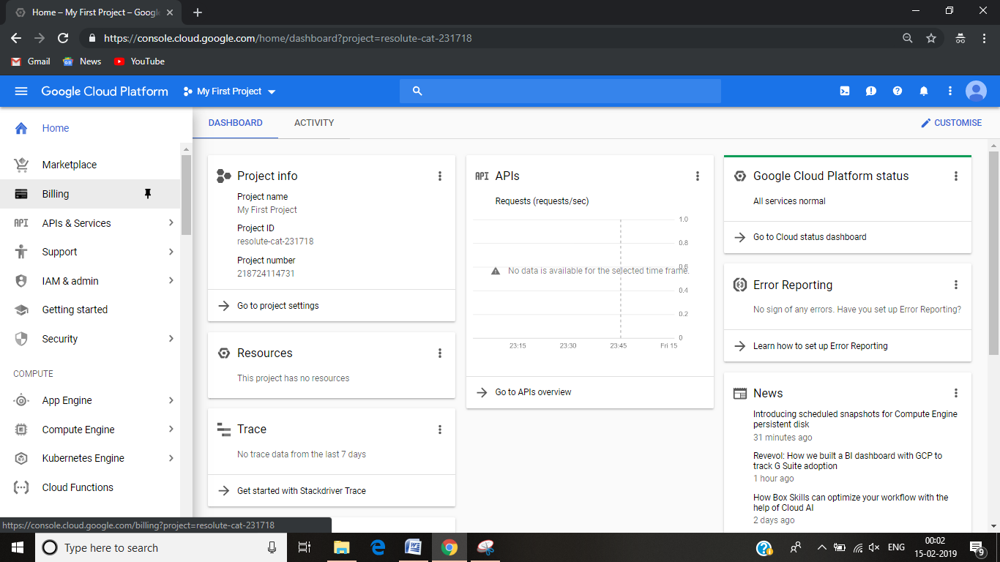 Home – My First Project – Google
https://console.cloud.google.com/home/dashboard?project=resolute-cat-231718
Gmail
News
YouTube
Google Cloud Platform
My First Project
Home
DASHBOARD
ACTIVITY
CUSTOMISE
Marketplace
Billing
API
APIs & Services
Support
IAM & admin
Getting started
Security
COMPUTE
App Engine
Compute Engine
Kubernetes Engine
Cloud Functions
https://console.cloud.google.com/billing?project=resolute-cat-231718
Project info
Project name
My First Project
Project ID
resolute-cat-231718
Project number
218724114731
Go to project settings
Resources
This project has no resources
Trace
No trace data from the last 7 days
Get started with Stackdriver Trace
API APIs
Requests (requests/sec)
1.0
0.8
0.6
No data is available for the selected time frame.
0.4
0.2
0
23:15 23:30 23:45 Fri 15
Go to APIs overview
Google Cloud Platform status
All services normal
Go to Cloud status dashboard
Error Reporting
No sign of any errors. Have you set up Error Reporting?
Learn how to set up Error Reporting
News
Introducing scheduled snapshots for Compute Engine
persistent disk
31 minutes ago
Revevol: How we built a BI dashboard with GCP to
track G Suite adoption
1 hour ago
How Box Skills can optimize your workflow with the
help of Cloud AI
2 days ago
Type here to search
ENG
00:02
15-02-2019
9